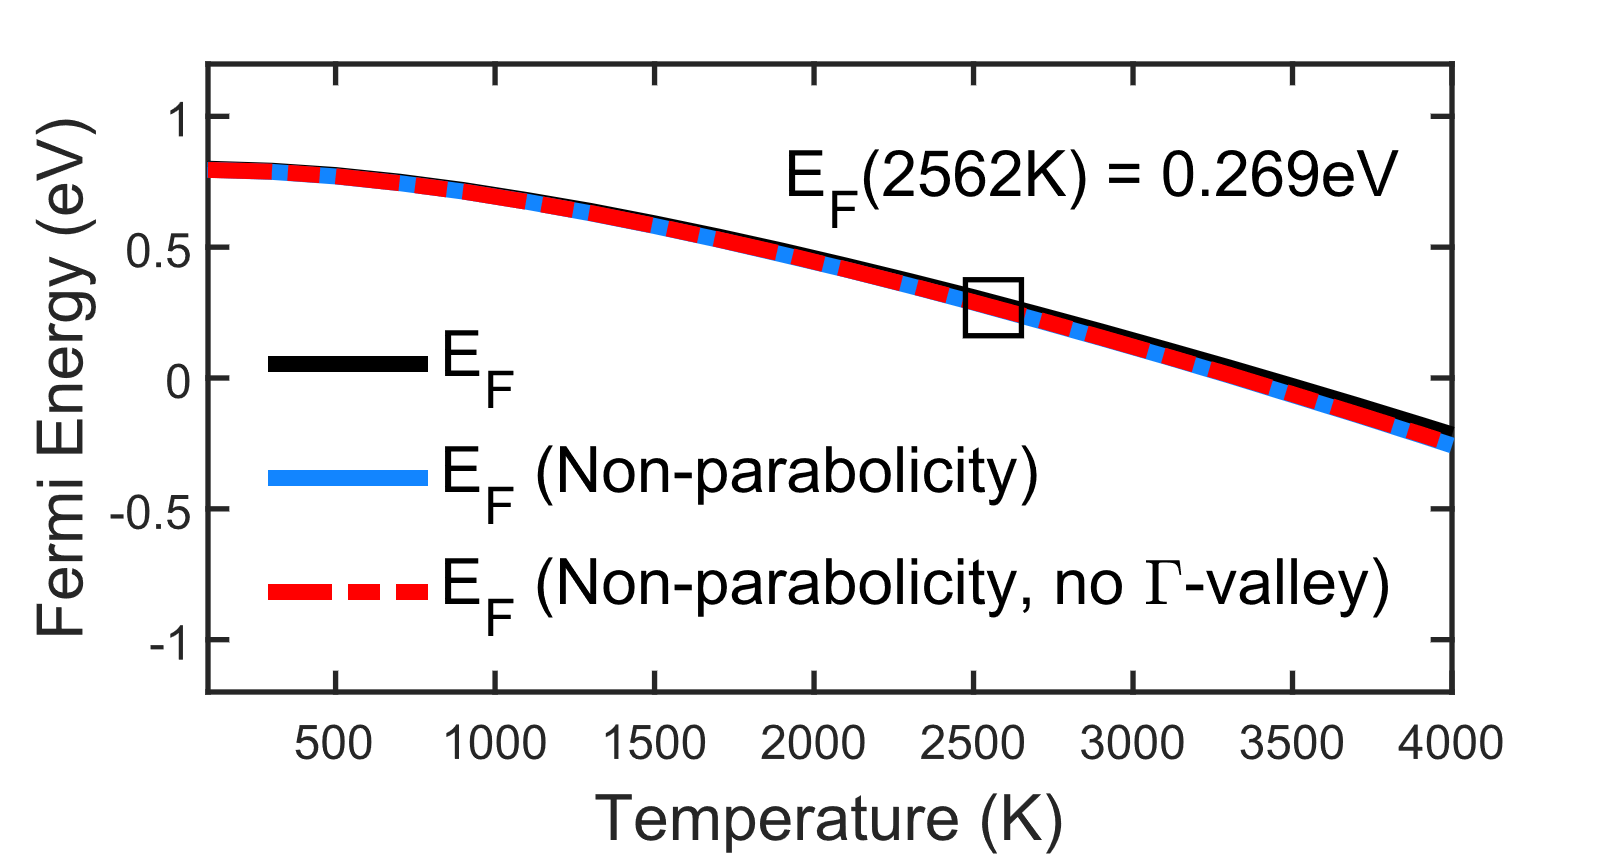 E_F(2562K) = 0.269eV
1
0.5
0
-0.5
-1
Fermi Energy (eV)
E_F
E_F (Non-parabolicity)
E_F (Non-parabolicity, no Γ-valley)
500 1000 1500 2000 2500 3000 3500 4000
Temperature (K)